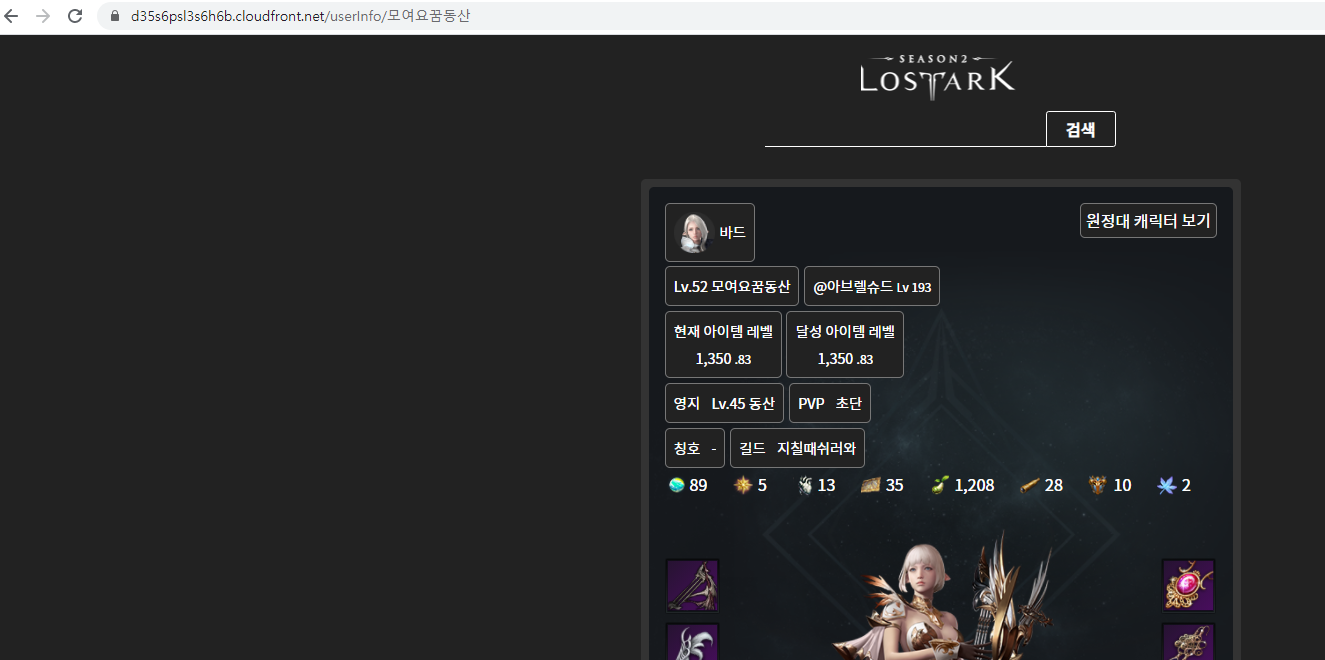 d35s6psl3s6h6b.cloudfront.net/userInfo/모여요꿈동산
SEASON2
LOSTARK
검색
바드
원정대 캐릭터 보기
Lv.52 모여요꿈동산 @아브렐슈드 Lv 193
현재 아이템 레벨 달성 아이템 레벨
1,350 .83 1,350 .83
영지 Lv.45 동산 PVP 초단
칭호 - 길드 지칠때쉬러와
89 5 13 35 1,208 28 10 2